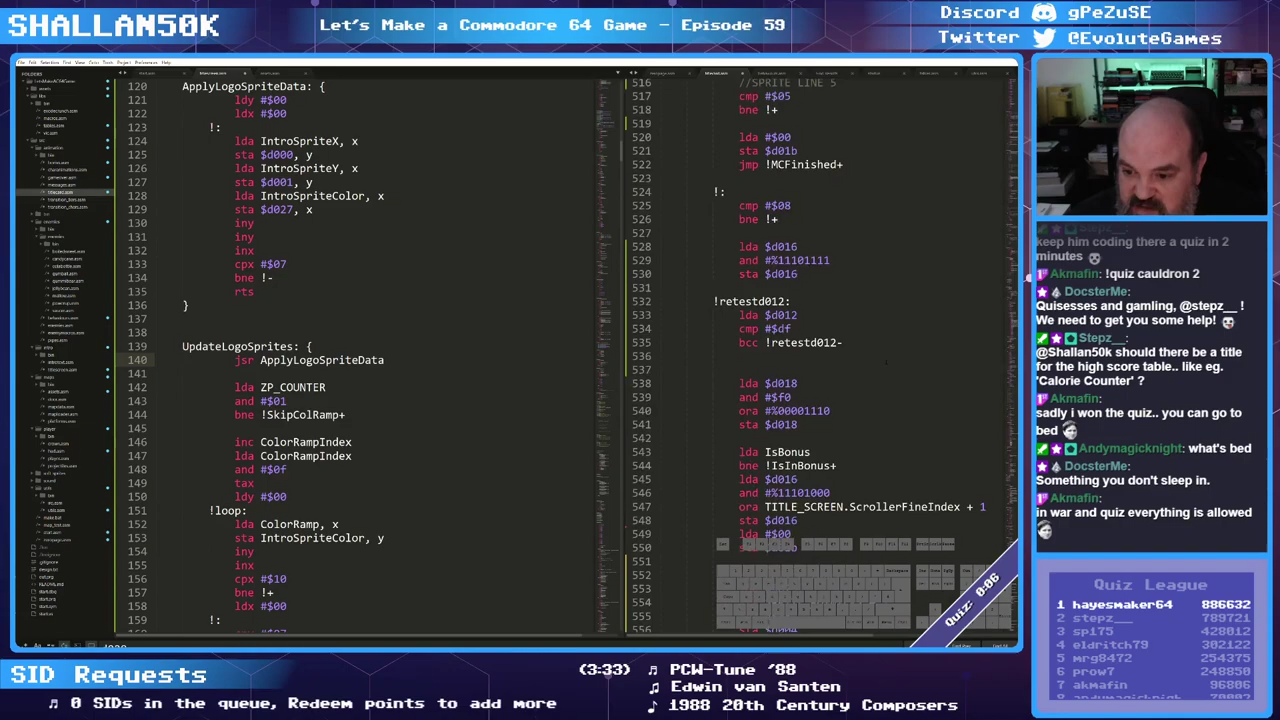 SHALLAN50K
Let's Make a Commodore 64 Game - Episode 59
Discord gPeZuSE
Twitter @EvoluteGames
FOLDERS
120 ApplyLogoSpriteData: {
121 ldy #$00
122 ldx #$00
123 !:
124 lda IntroSpriteX, x
125 sta $d000, y
126 lda IntroSpriteY, x
127 sta $d001, y
128 lda IntroSpriteColor, x
129 sta $d027, x
130 iny
131 iny
132 inx
133 cpx #$07
134 bne !-
135 rts
136 }
137
138
139 UpdateLogoSprites: {
140 jsr ApplyLogoSpriteData
141
142 lda ZP_COUNTER
143 and #$01
144 bne !SkipColRamp+
145
146 inc ColorRampIndex
147 lda ColorRampIndex
148 and #$0f
149 tax
150 ldy #$00
151 !loop:
152 lda ColorRamp, x
153 sta IntroSpriteColor, y
154 iny
155 inx
156 cpx #$10
157 bne !+
158 ldx #$00
!:
516 //SPRITE LINE 5
517 cmp #$05
518 bne !+
519
520 lda #$00
521 sta $d01b
522 jmp !MCFinished+
523
524 !:
525 cmp #$08
526 bne !+
527
528 lda $d016
529 and #%11101111
530 sta $d016
531
532 !retestd012:
533 lda $d012
534 cmp #$df
535 bcc !retestd012-
536
537
538 lda $d018
539 and #$f0
540 ora #%00001110
541 sta $d018
542
543 lda IsBonus
544 bne !IsInBonus+
545 lda $d016
546 and #%11101000
547 ora TITLE_SCREEN.ScrollerFineIndex + 1
548 sta $d016
549 lda #$00
550
551
552
553
554
555
556
Quiz: 0:06
Stepz__:
keep him coding there a quiz in 2
minutes
Akmafin: !quiz cauldron 2
DocsterMe:
Quisesses and gamling, @stepz_ !
We need to get you some help!
Stepz__:
@Shallan50k should there be a title
for the high score table.. like eg.
'Calorie Counter' ?
Akmafin:
sadly i won the quiz.. you can go to
bed
Andymagicknight: what's bed
DocsterMe:
Something you don't sleep in.
Akmafin:
in war and quiz everything is allowed
Quiz League
1 hayesmaker64 886632
2 stepz__ 789721
3 sp175 428012
4 eldritch79 302122
5 mrg8472 254375
6 prow7 248850
7 akmafin 96806
SID Requests
♫ 0 SIDs in the queue, Redeem points to add more
(3:33) ♫ PCW-Tune '88
♫ Edwin van Santen
♪ 1988 20th Century Composers